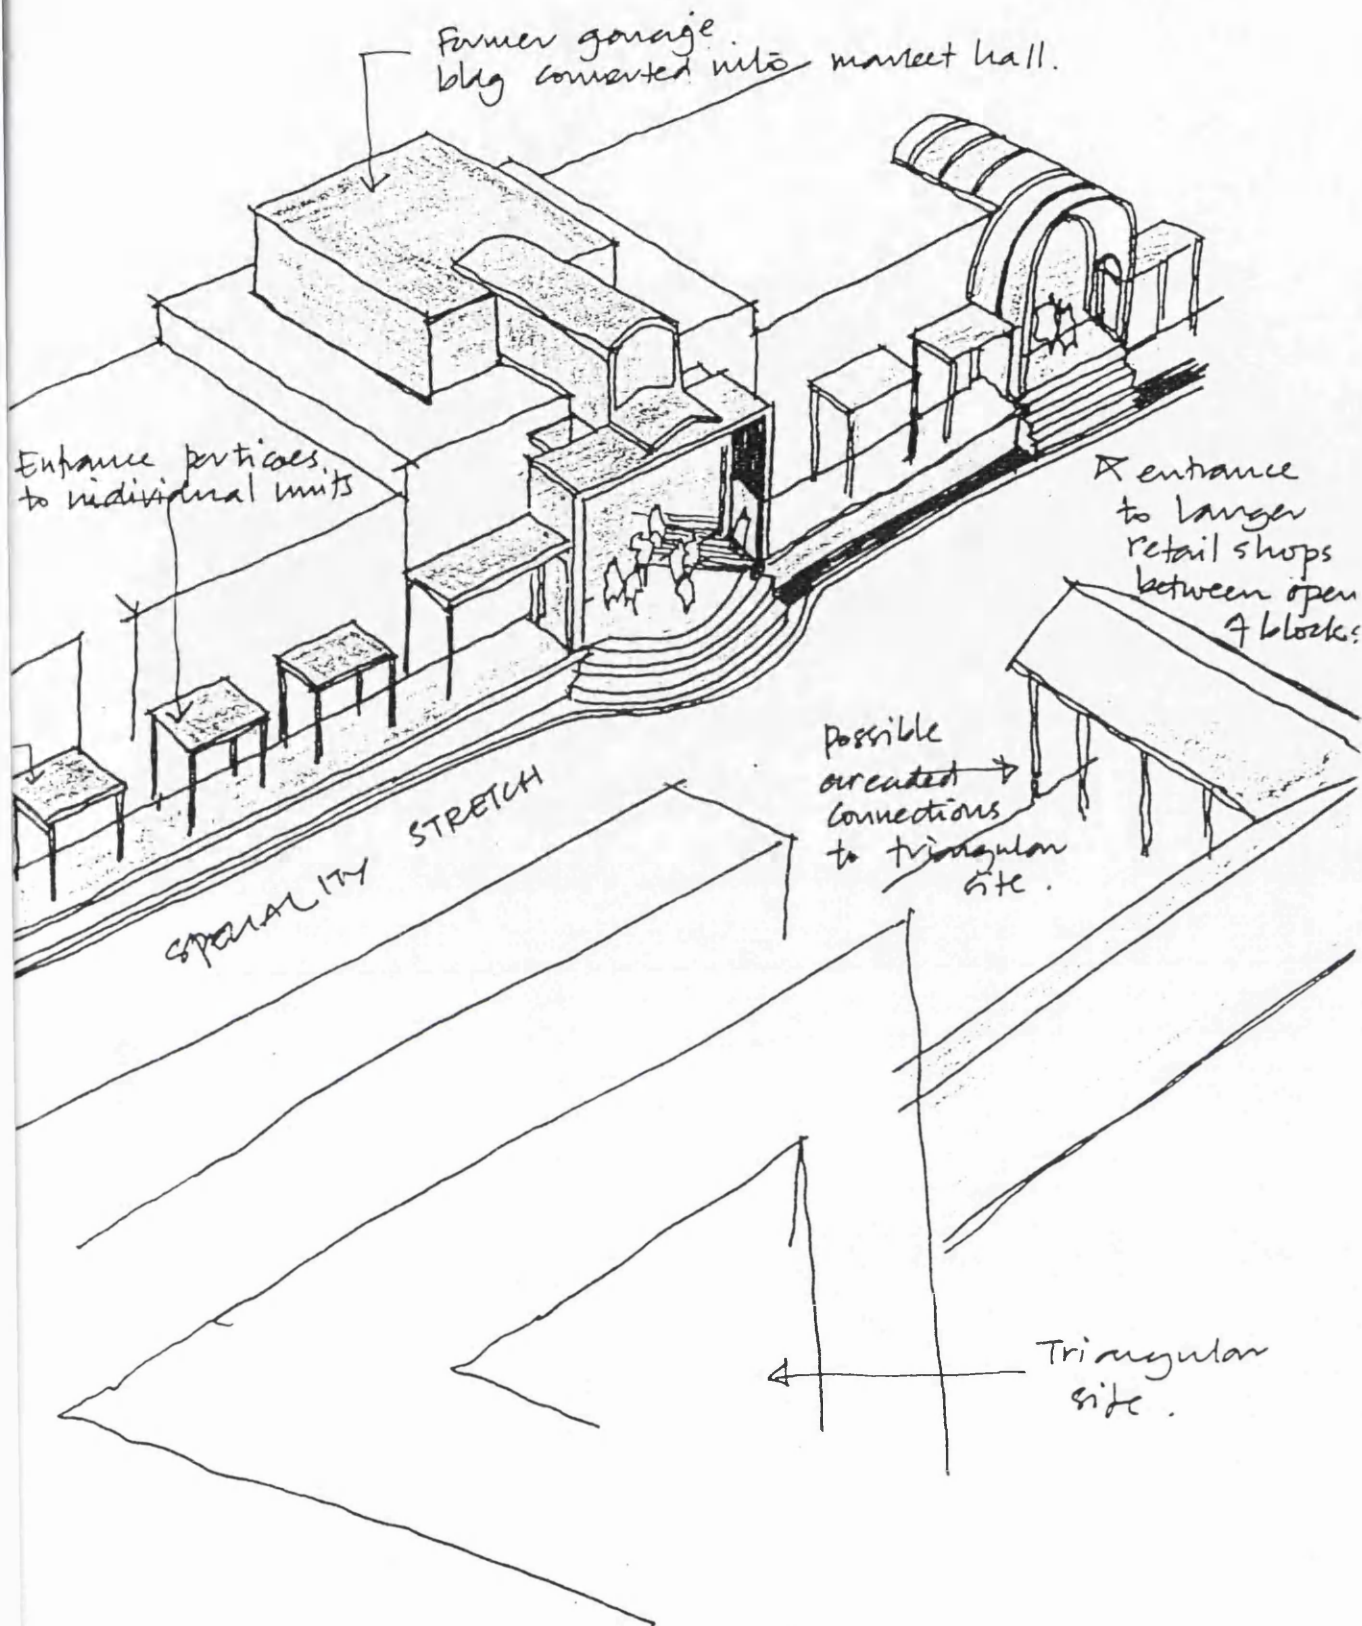 Former garage
bldg converted into market hall.
Entrance porticoes
to individual units
entrance
to larger
retail shops
between open
blocks
possible
arcaded
connections
to triangular
site.
SPECIALITY STRETCH
Triangular
site.